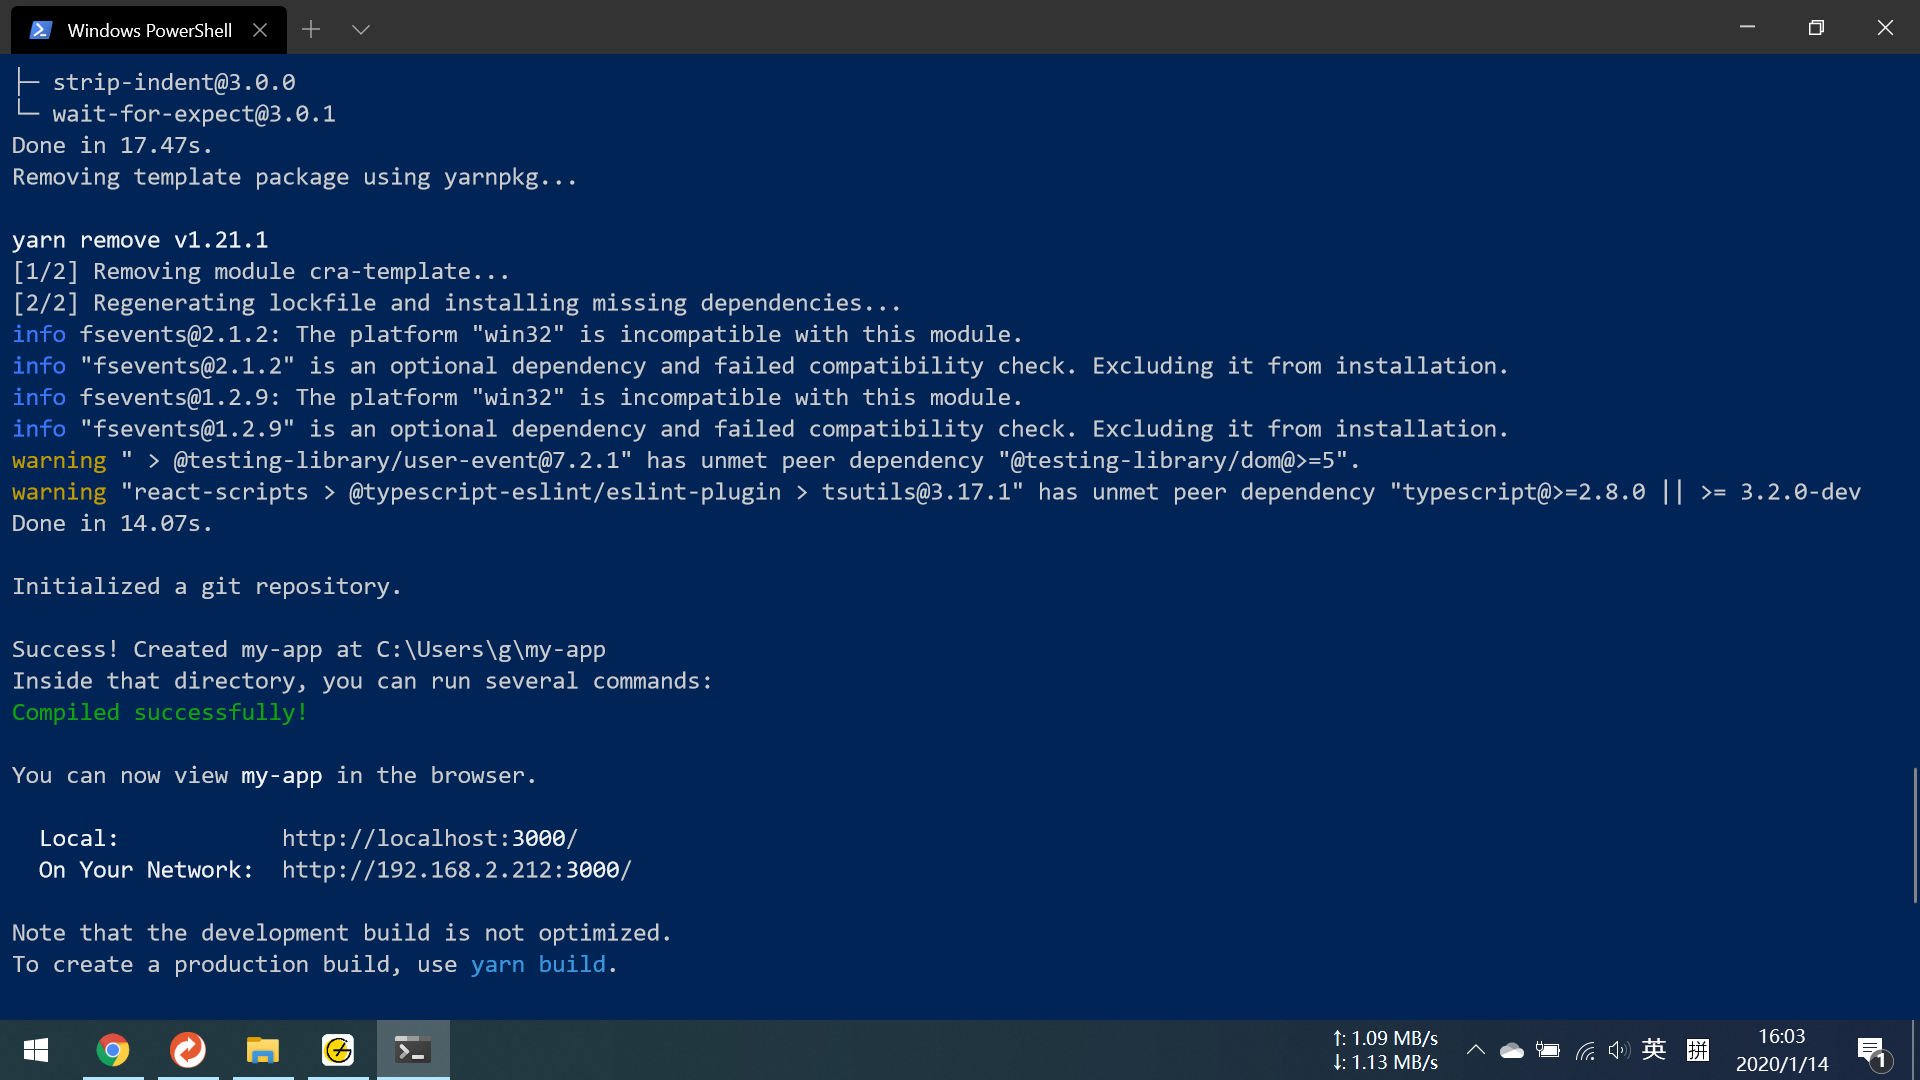 Windows PowerShell
├─ strip-indent@3.0.0
└─ wait-for-expect@3.0.1
Done in 17.47s.
Removing template package using yarnpkg...
yarn remove v1.21.1
[1/2] Removing module cra-template...
[2/2] Regenerating lockfile and installing missing dependencies...
info fsevents@2.1.2: The platform "win32" is incompatible with this module.
info "fsevents@2.1.2" is an optional dependency and failed compatibility check. Excluding it from installation.
info fsevents@1.2.9: The platform "win32" is incompatible with this module.
info "fsevents@1.2.9" is an optional dependency and failed compatibility check. Excluding it from installation.
warning " > @testing-library/user-event@7.2.1" has unmet peer dependency "@testing-library/dom@>=5".
warning "react-scripts > @typescript-eslint/eslint-plugin > tsutils@3.17.1" has unmet peer dependency "typescript@>=2.8.0 || >= 3.2.0-dev
Done in 14.07s.
Initialized a git repository.
Success! Created my-app at C:\Users\g\my-app
Inside that directory, you can run several commands:
Compiled successfully!
You can now view my-app in the browser.
Local: http://localhost:3000/
On Your Network: http://192.168.2.212:3000/
Note that the development build is not optimized.
To create a production build, use yarn build.
↑: 1.09 MB/s
↓: 1.13 MB/s
英
拼
16:03
2020/1/14
1